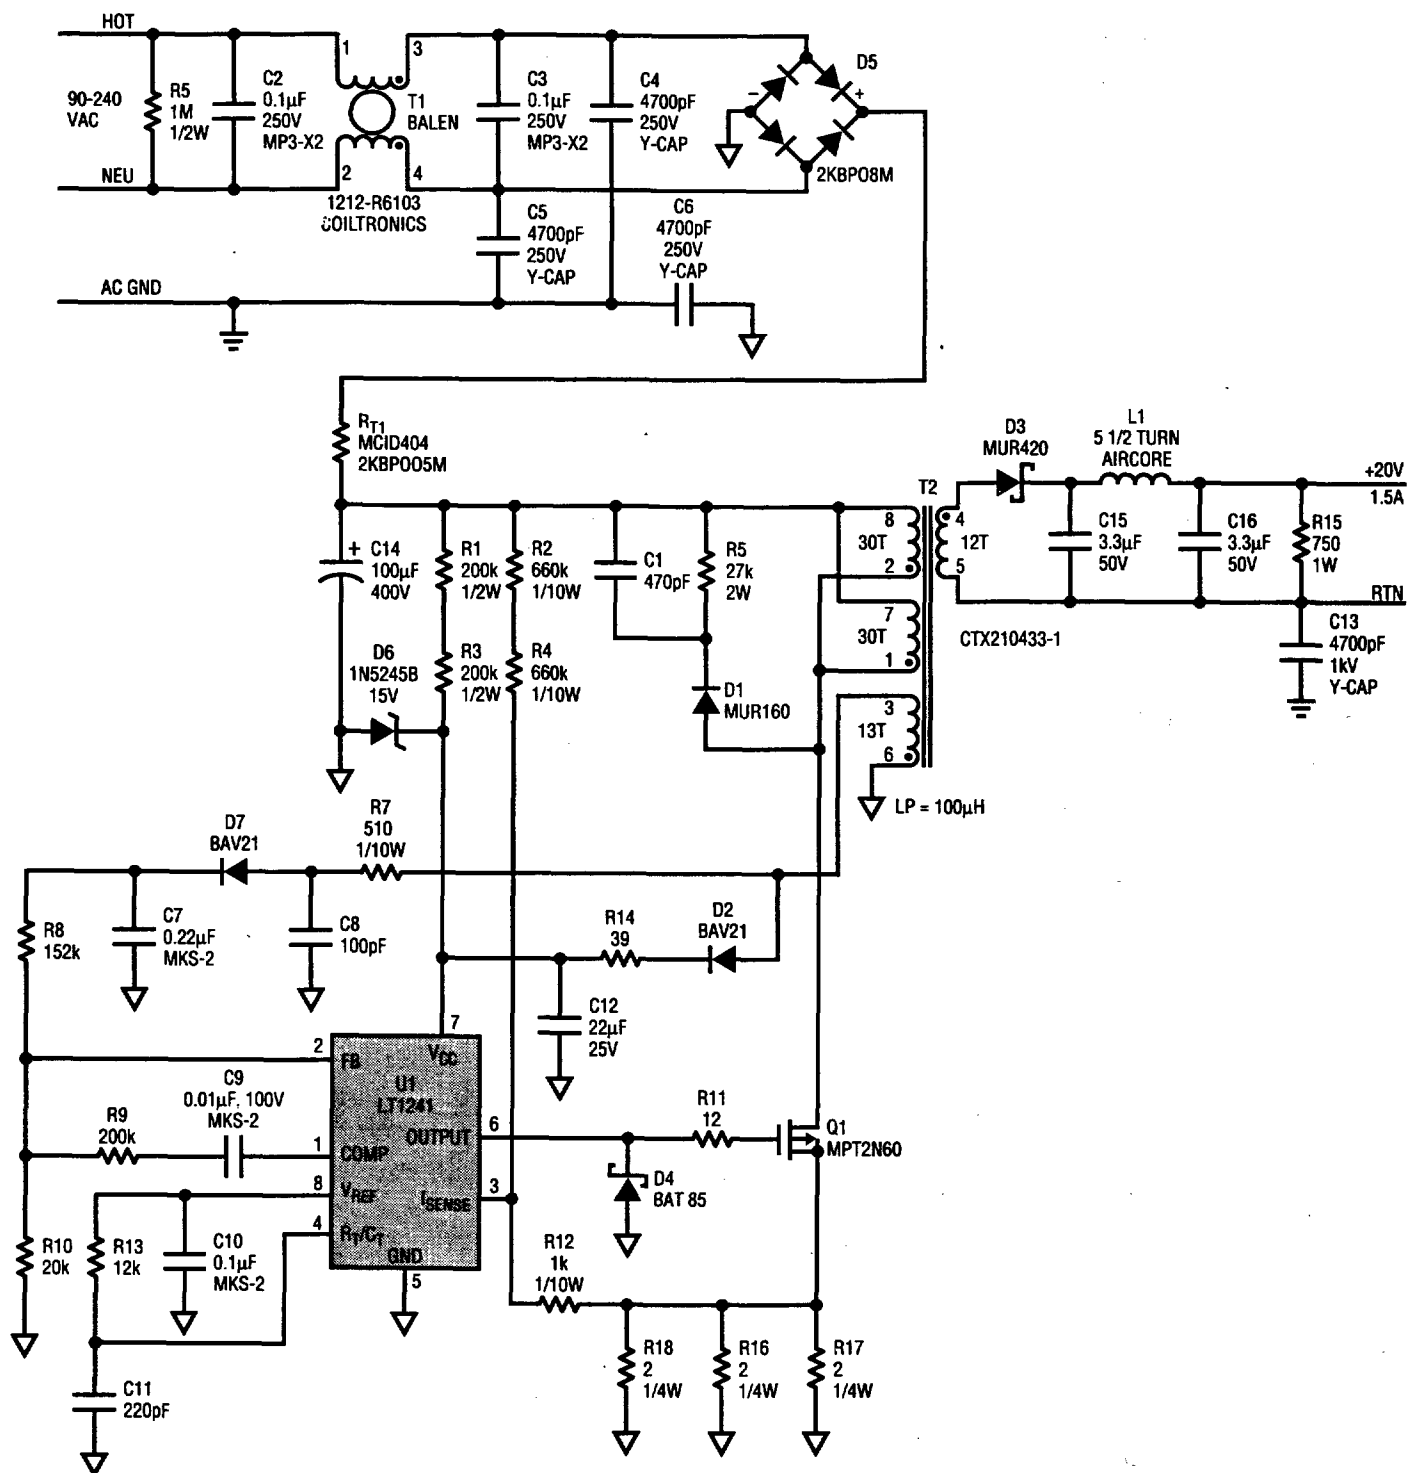 HOT
90-240
VAC
R5
1M
1/2W
C2
0.1µF
250V
MP3-X2
1
3
T1
BALEN
2
4
1212-R6103
COILTRONICS
C3
0.1µF
250V
MP3-X2
C4
4700pF
250V
Y-CAP
D5
−
+
2KBPO8M
NEU
C5
4700pF
250V
Y-CAP
C6
4700pF
250V
Y-CAP
AC GND
RT1
MCID404
2KBPOO5M
+
C14
100µF
400V
R1
200k
1/2W
R2
660k
1/10W
C1
470pF
R5
27k
2W
T2
8
30T
2
4
12T
5
7
30T
1
3
13T
6
CTX210433-1
LP = 100µH
D3
MUR420
L1
5 1/2 TURN
AIRCORE
+20V
1.5A
C15
3.3µF
50V
C16
3.3µF
50V
R15
750
1W
RTN
C13
4700pF
1kV
Y-CAP
D6
1N5245B
15V
R3
200k
1/2W
R4
660k
1/10W
D1
MUR160
D7
BAV21
R7
510
1/10W
R8
152k
C7
0.22µF
MKS-2
C8
100pF
R14
39
D2
BAV21
C12
22µF
25V
7
VCC
2
FB
U1
LT1241
C9
0.01µF, 100V
MKS-2
R9
200k
1
COMP
OUTPUT
6
R11
12
Q1
MPT2N60
8
VREF
ISENSE
3
D4
BAT 85
4
RT/CT
GND
5
R10
20k
R13
12k
C10
0.1µF
MKS-2
R12
1k
1/10W
C11
220pF
R18
2
1/4W
R16
2
1/4W
R17
2
1/4W